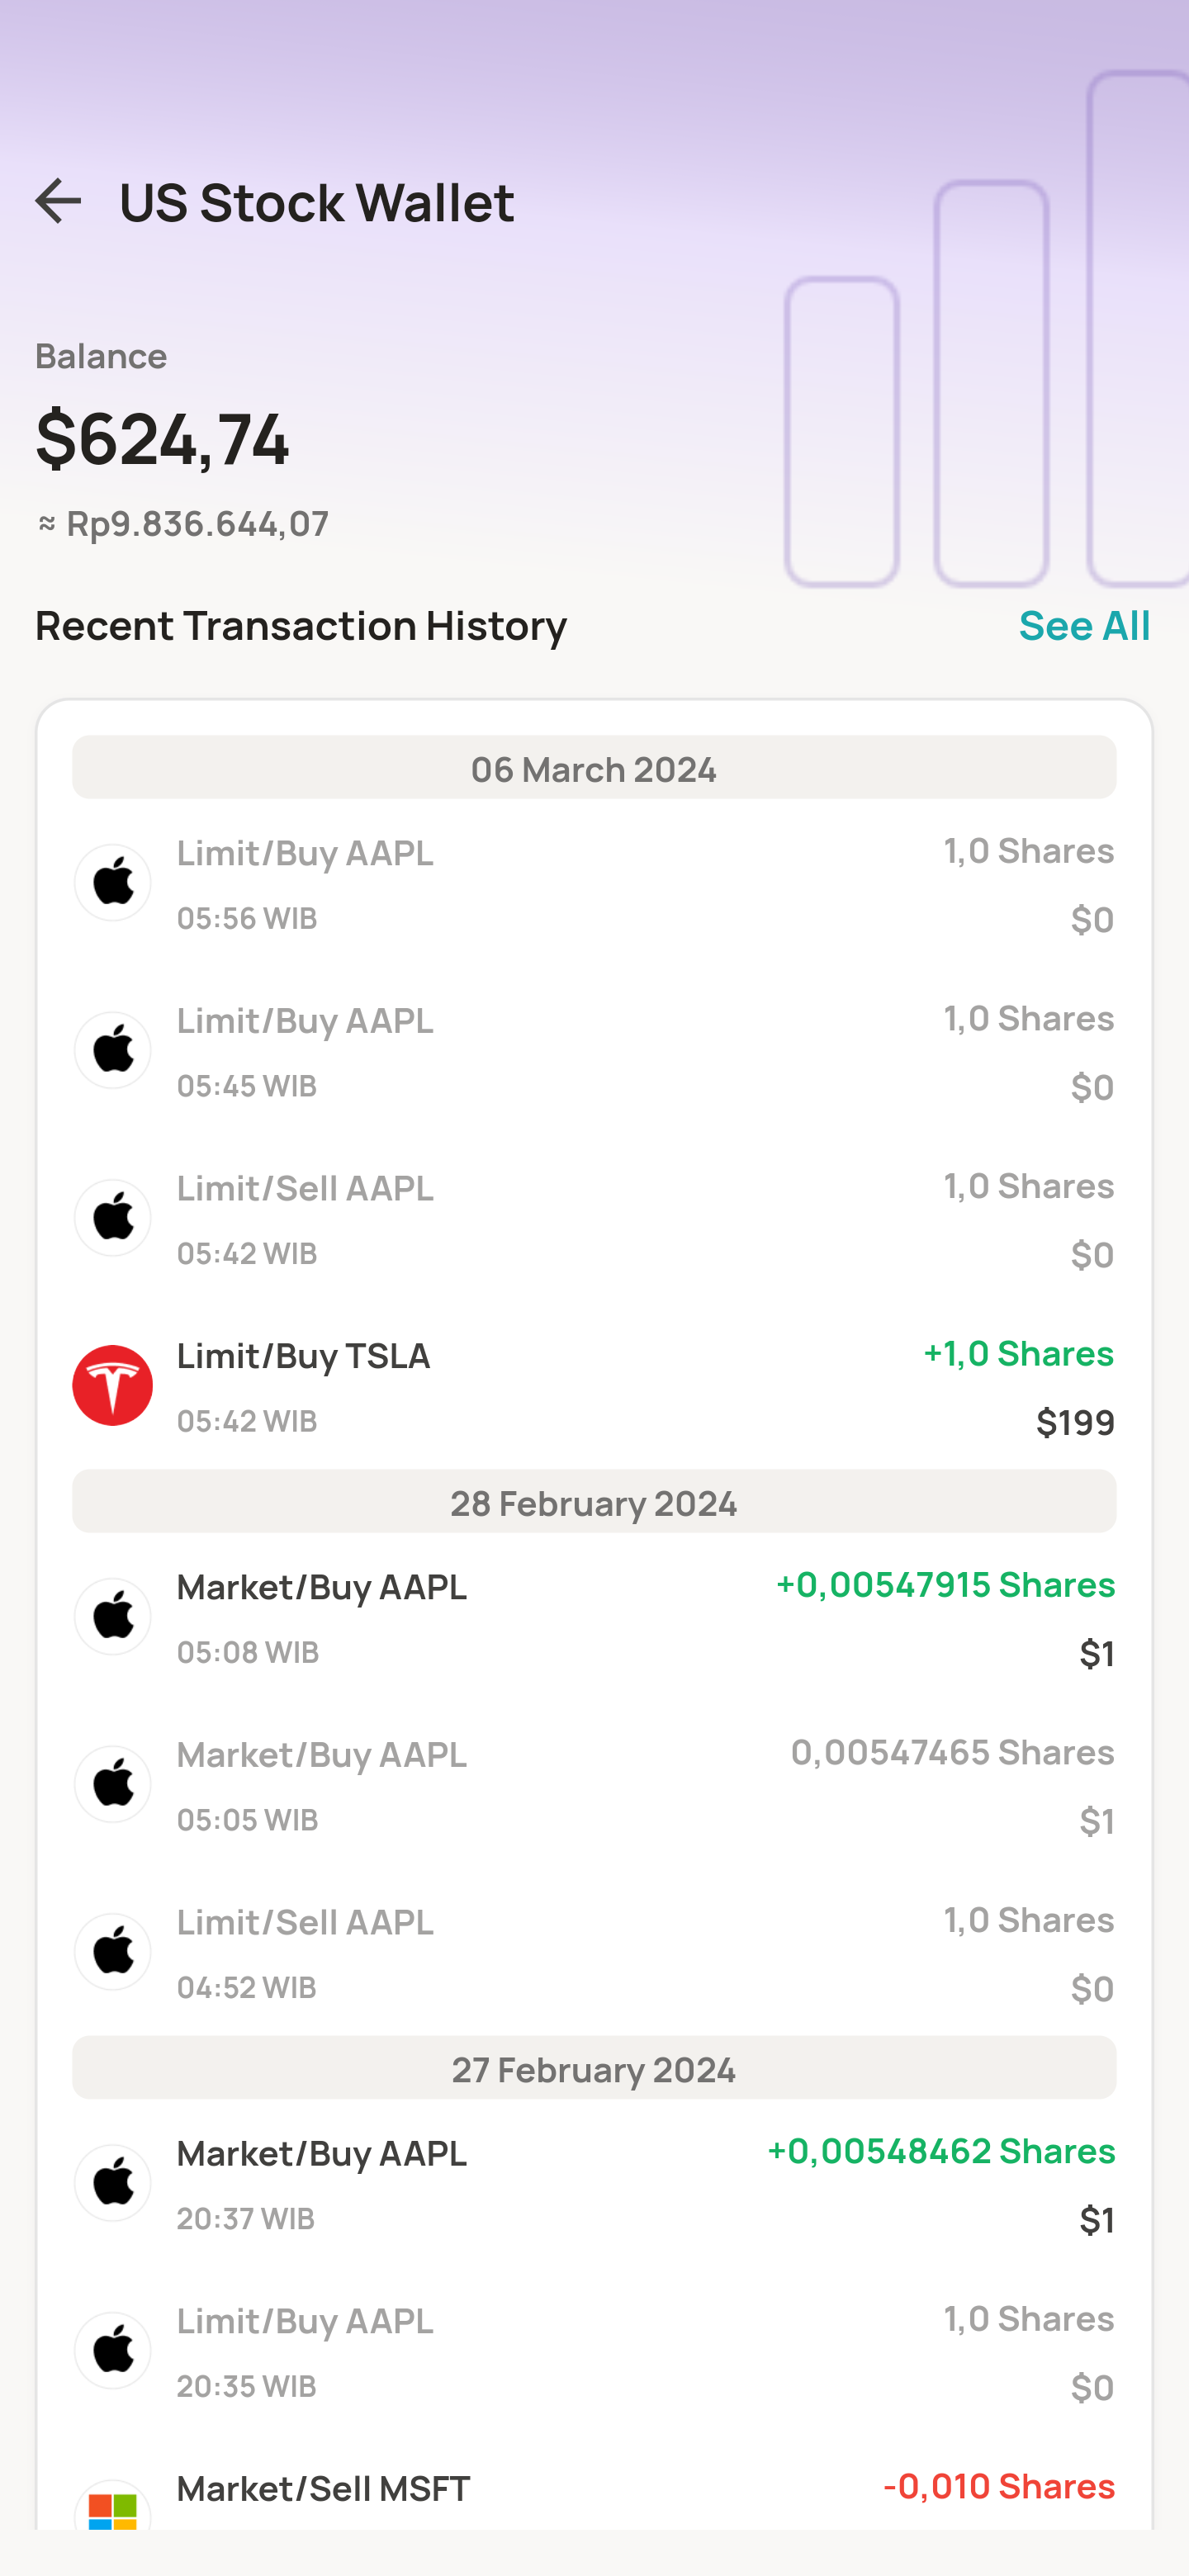 US Stock Wallet
Balance
$624,74
≈ Rp9.836.644,07
Recent Transaction History
See All
06 March 2024
Limit/Buy AAPL
1,0 Shares
05:56 WIB
$0
Limit/Buy AAPL
1,0 Shares
05:45 WIB
$0
Limit/Sell AAPL
1,0 Shares
05:42 WIB
$0
Limit/Buy TSLA
+1,0 Shares
05:42 WIB
$199
28 February 2024
Market/Buy AAPL
+0,00547915 Shares
05:08 WIB
$1
Market/Buy AAPL
0,00547465 Shares
05:05 WIB
$1
Limit/Sell AAPL
1,0 Shares
04:52 WIB
$0
27 February 2024
Market/Buy AAPL
+0,00548462 Shares
20:37 WIB
$1
Limit/Buy AAPL
1,0 Shares
20:35 WIB
$0
Market/Sell MSFT
-0,010 Shares